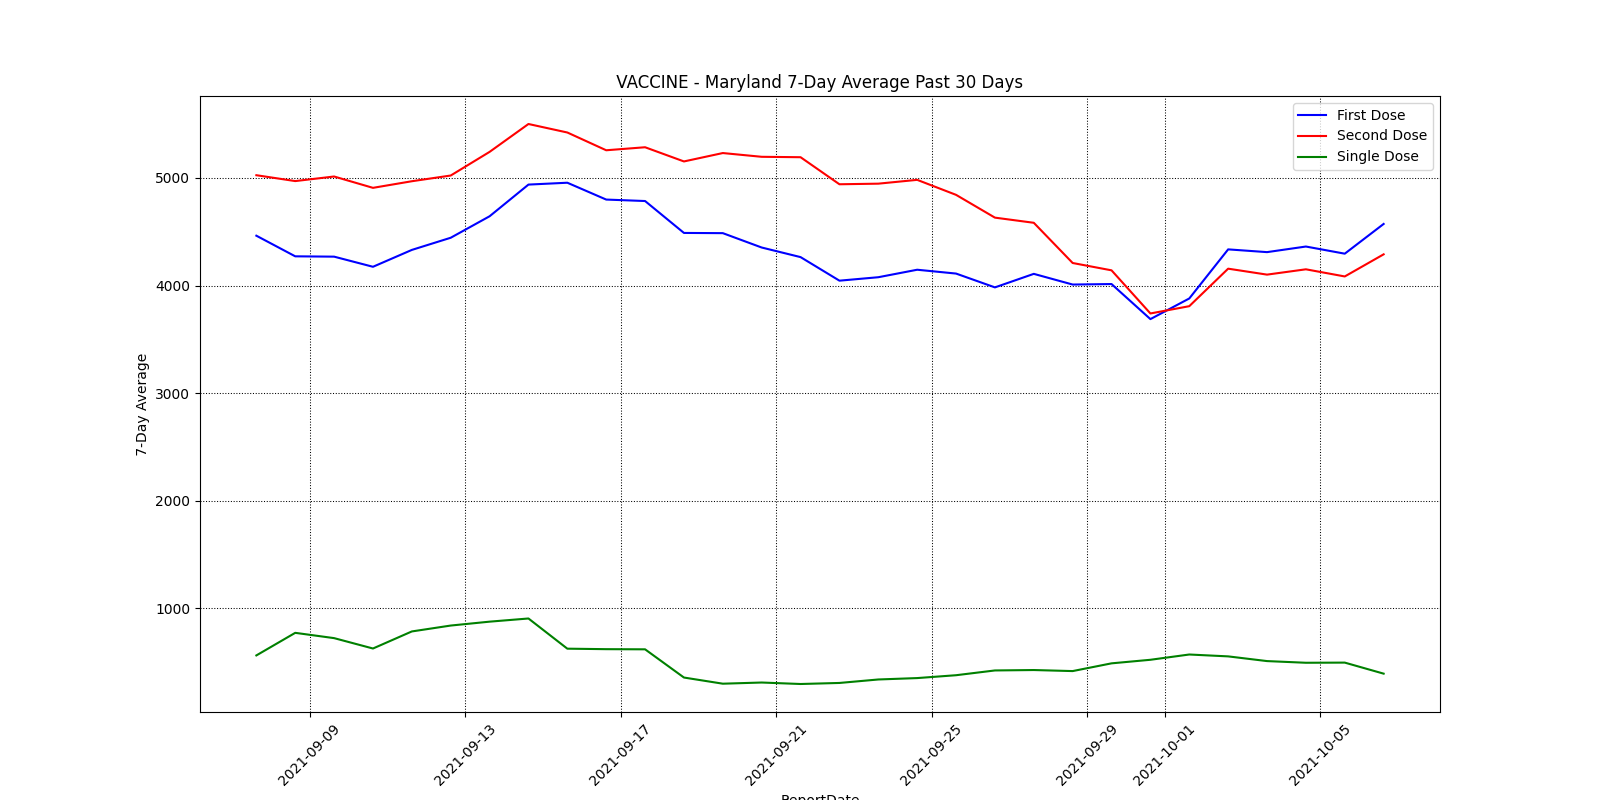 VACCINE - Maryland 7-Day Average Past 30 Days
First Dose
Second Dose
Single Dose
7-Day Average
5000
4000
3000
2000
1000
2021-09-09
2021-09-13
2021-09-17
2021-09-21
2021-09-25
2021-09-29
2021-10-01
2021-10-05
ReportDate